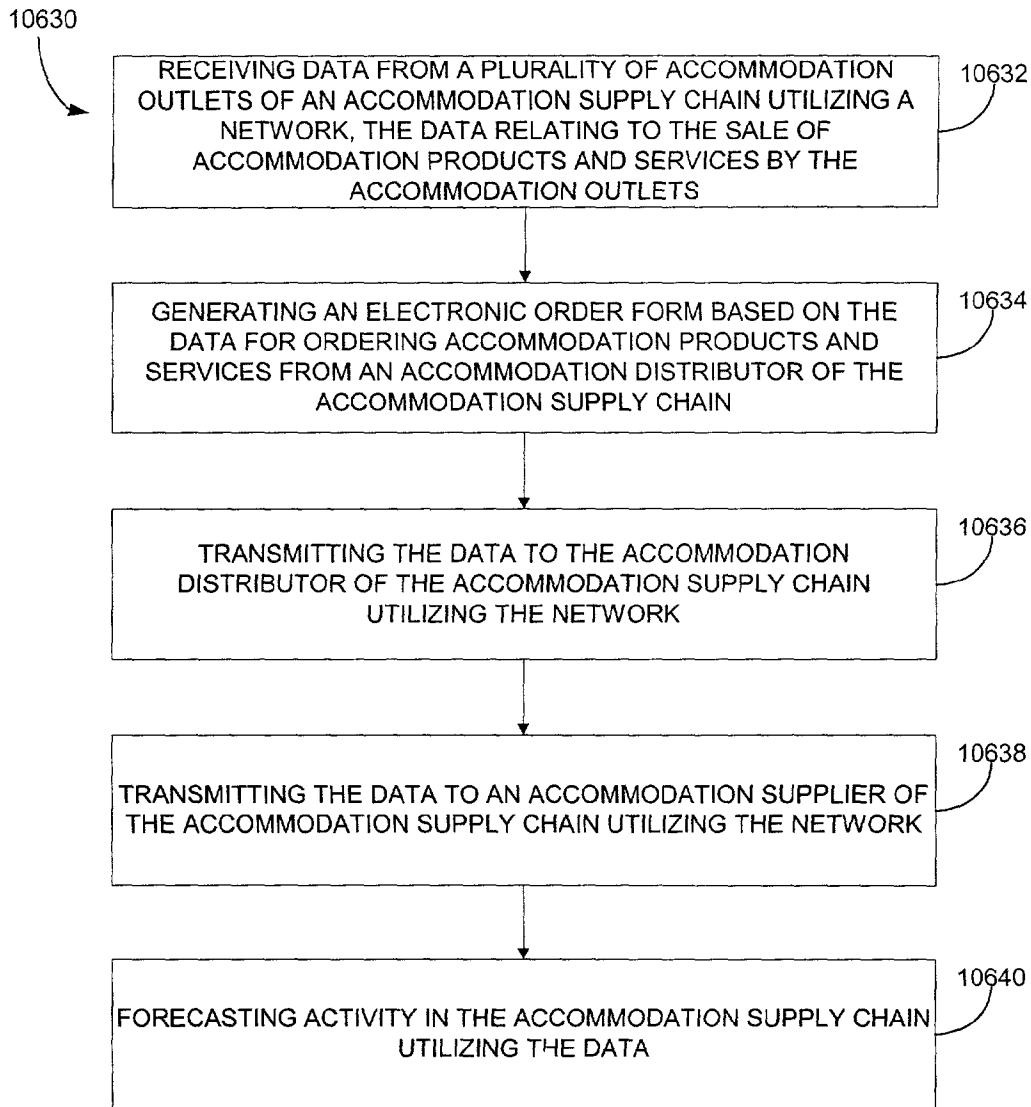 10630
RECEIVING DATA FROM A PLURALITY OF ACCOMMODATION
OUTLETS OF AN ACCOMMODATION SUPPLY CHAIN UTILIZING A
NETWORK, THE DATA RELATING TO THE SALE OF
ACCOMMODATION PRODUCTS AND SERVICES BY THE
ACCOMMODATION OUTLETS
10632
GENERATING AN ELECTRONIC ORDER FORM BASED ON THE
DATA FOR ORDERING ACCOMMODATION PRODUCTS AND
SERVICES FROM AN ACCOMMODATION DISTRIBUTOR OF THE
ACCOMMODATION SUPPLY CHAIN
10634
TRANSMITTING THE DATA TO THE ACCOMMODATION
DISTRIBUTOR OF THE ACCOMMODATION SUPPLY CHAIN
UTILIZING THE NETWORK
10636
TRANSMITTING THE DATA TO AN ACCOMMODATION SUPPLIER OF
THE ACCOMMODATION SUPPLY CHAIN UTILIZING THE NETWORK
10638
FORECASTING ACTIVITY IN THE ACCOMMODATION SUPPLY CHAIN
UTILIZING THE DATA
10640